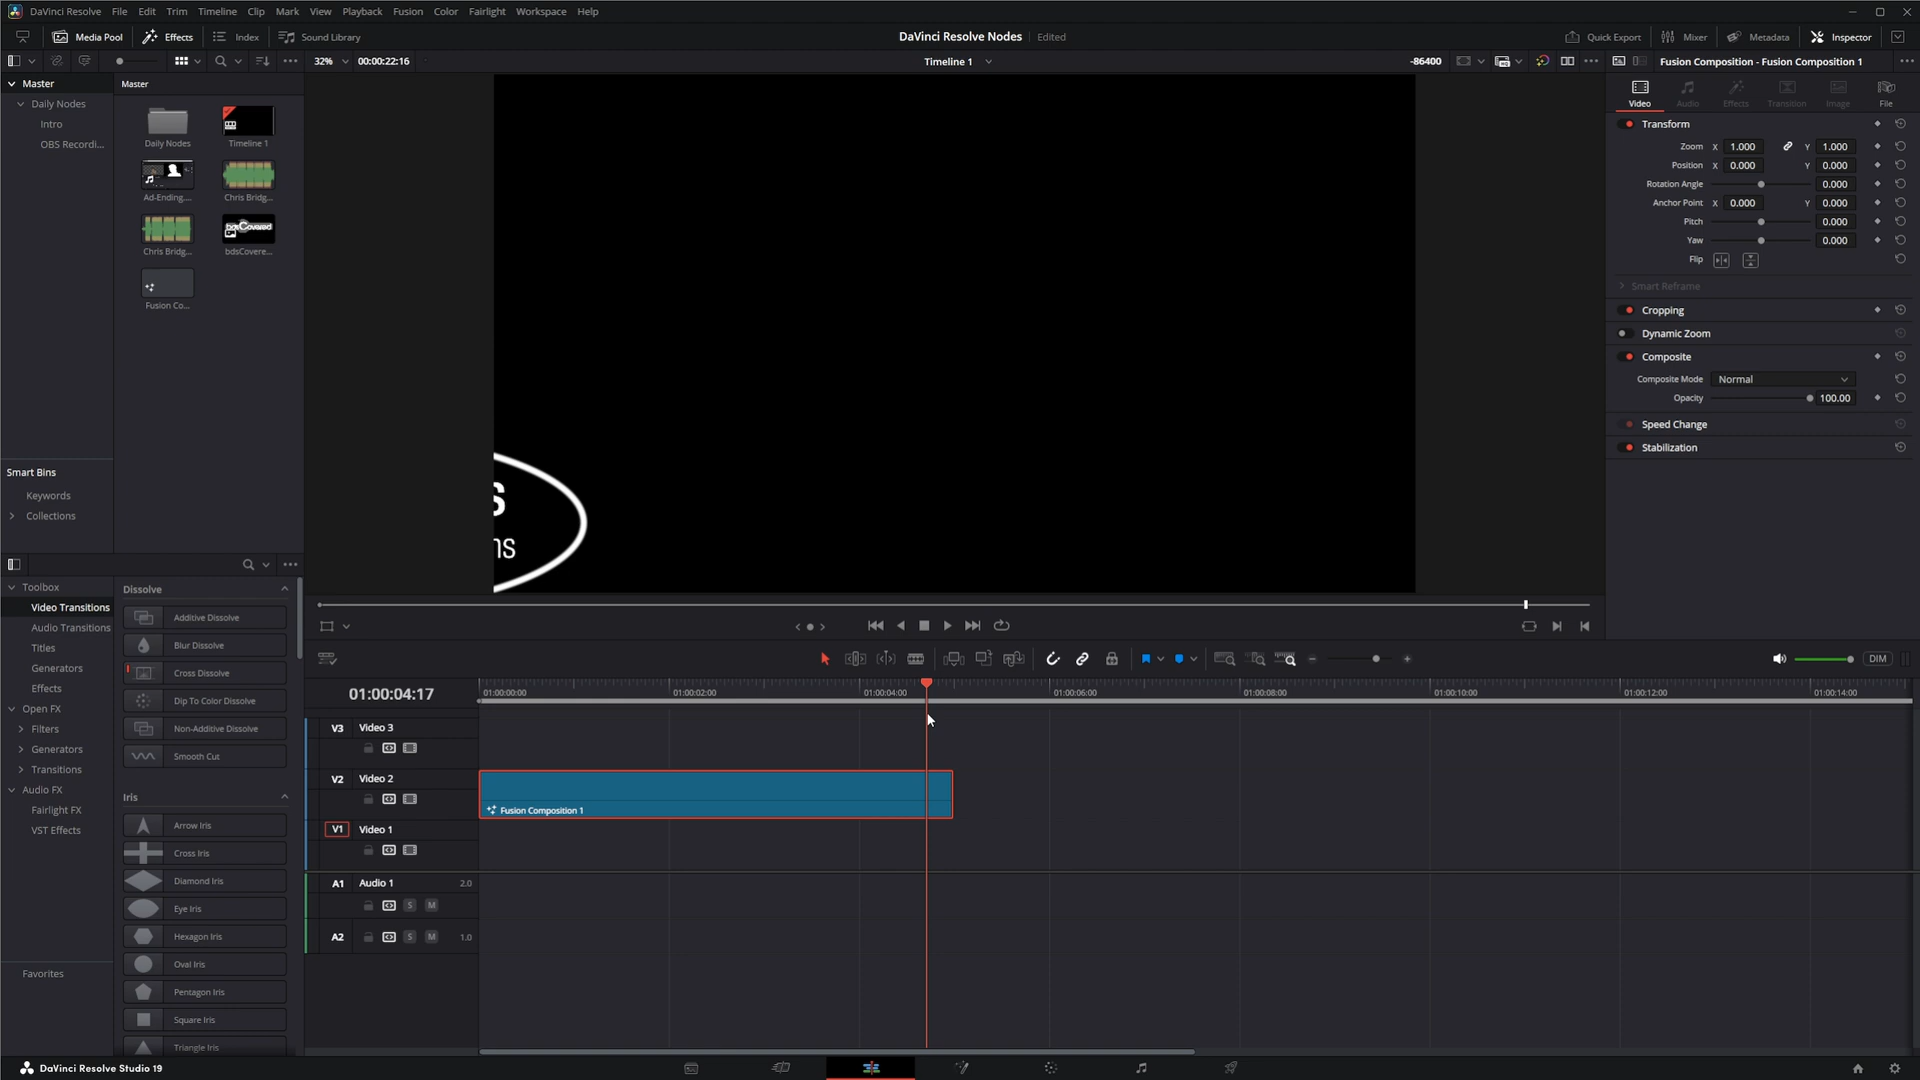 DaVinci Resolve File Edit Trim Timeline Clip Mark View Playback Fusion Color Fairlight Workspace Help
Media Pool Effects Index Sound Library DaVinci Resolve Nodes Edited Quick Export Mixer Metadata Inspector
32% 00:00:22:16 Timeline 1 -86400 Fusion Composition - Fusion Composition 1
Master
Daily Nodes
Intro
OBS Recordi...
Master
Daily Nodes Timeline 1
Ad-Ending.... Chris Bridg...
Chris Bridg... bdsCovere...
bdsCovered
Fusion Co...
Smart Bins
Keywords
Collections
s
ns
Video Audio Effects Transition Image File
Transform
Zoom X 1.000 Y 1.000
Position X 0.000 Y 0.000
Rotation Angle 0.000
Anchor Point X 0.000 Y 0.000
Pitch 0.000
Yaw 0.000
Flip
Smart Reframe
Cropping
Dynamic Zoom
Composite
Composite Mode Normal
Opacity 100.00
Speed Change
Stabilization
Toolbox
Video Transitions
Audio Transitions
Titles
Generators
Effects
Open FX
Filters
Generators
Transitions
Audio FX
Fairlight FX
VST Effects
Favorites
Dissolve
Additive Dissolve
Blur Dissolve
Cross Dissolve
Dip To Color Dissolve
Non-Additive Dissolve
Smooth Cut
Iris
Arrow Iris
Cross Iris
Diamond Iris
Eye Iris
Hexagon Iris
Oval Iris
Pentagon Iris
Square Iris
Triangle Iris
DIM
01:00:04:17 01:00:00:00 01:00:02:00 01:00:04:00 01:00:06:00 01:00:08:00 01:00:10:00 01:00:12:00 01:00:14:00
V3 Video 3
V2 Video 2
Fusion Composition 1
V1 Video 1
A1 Audio 1 2.0
S M
A2 S M 1.0
DaVinci Resolve Studio 19